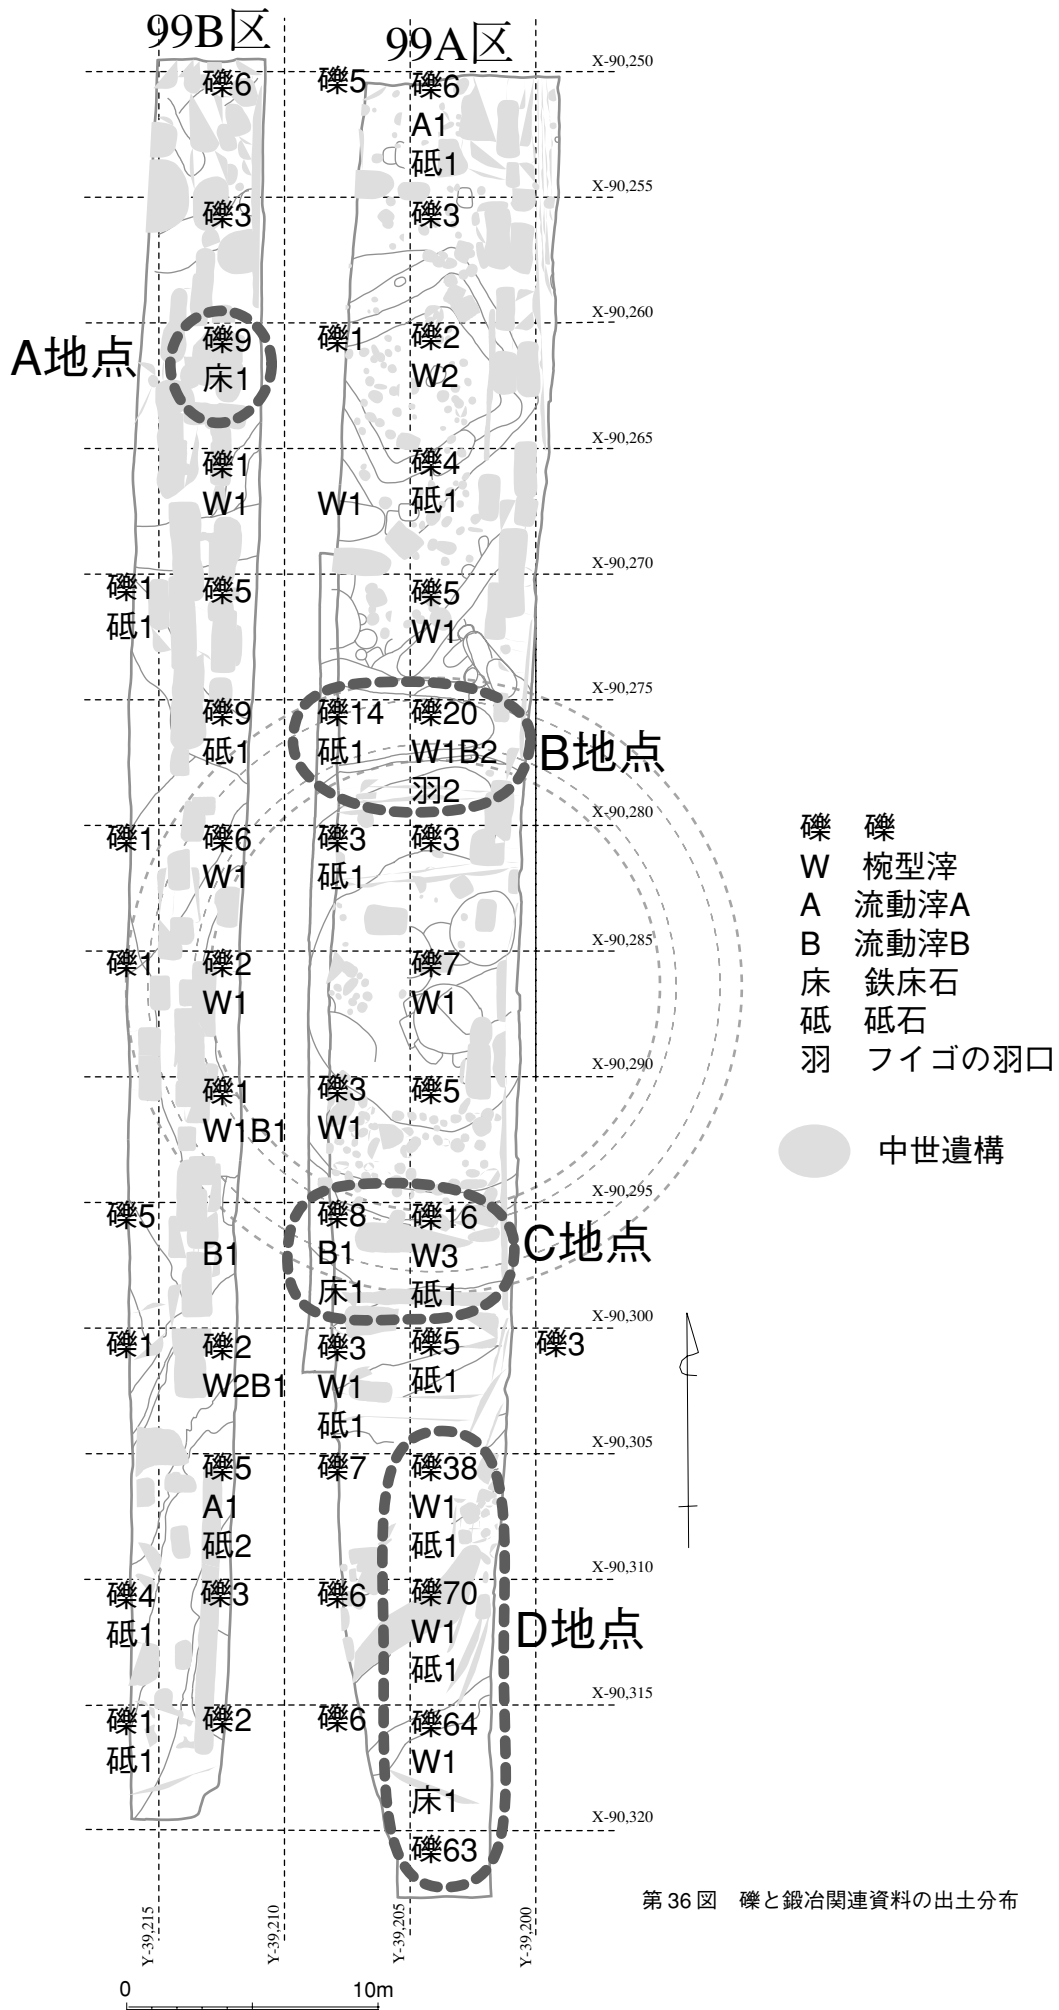 99B区
99A区
X-90,250
礫6
礫5
礫6
A1
砥1
X-90,255
礫3
礫3
X-90,260
A地点
礫9
床1
礫1
礫2
W2
X-90,265
礫1
W1
W1
礫4
砥1
X-90,270
礫1
砥1
礫5
礫5
W1
X-90,275
礫9
砥1
礫14
砥1
礫20
W1B2
羽2
B地点
X-90,280
礫1
礫6
W1
礫3
砥1
礫3
X-90,285
礫1
礫2
W1
礫7
W1
X-90,290
礫1
W1B1
礫3
W1
礫5
X-90,295
礫5
B1
礫8
B1
床1
礫16
W3
砥1
C地点
X-90,300
礫1
礫2
W2B1
礫3
W1
砥1
礫5
砥1
礫3
X-90,305
礫5
A1
砥2
礫7
礫38
W1
砥1
X-90,310
礫4
砥1
礫3
礫6
礫70
W1
砥1
D地点
X-90,315
礫1
砥1
礫2
礫6
礫64
W1
床1
X-90,320
礫63
礫 礫
W 椀型滓
A 流動滓A
B 流動滓B
床 鉄床石
砥 砥石
羽 フイゴの羽口
中世遺構
Y-39,215
Y-39,210
Y-39,205
Y-39,200
第36図 礫と鍛冶関連資料の出土分布
0 10m